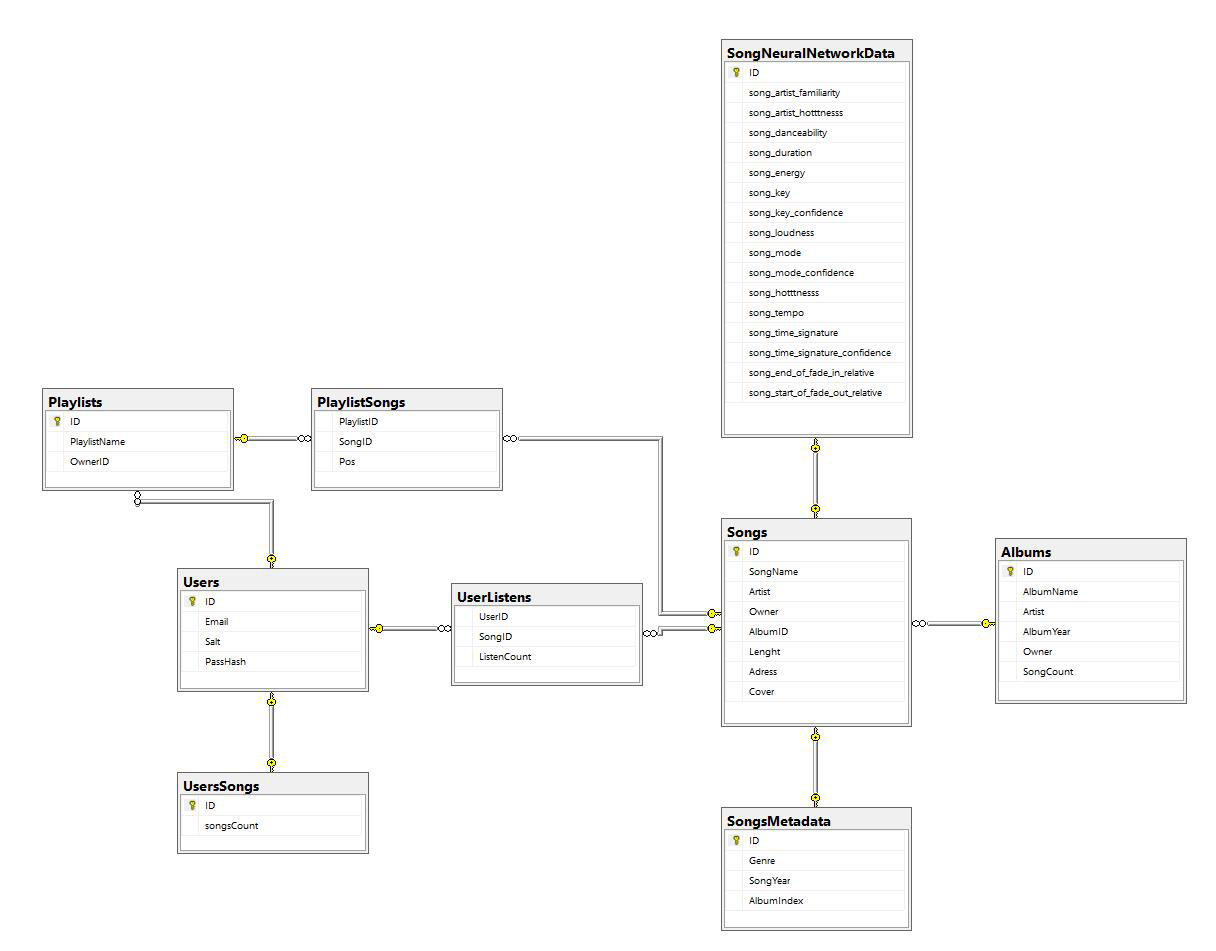 SongNeuralNetworkData
ID
song_artist_familiarity
song_artist_hotttnesss
song_danceability
song_duration
song_energy
song_key
song_key_confidence
song_loudness
song_mode
song_mode_confidence
song_hotttnesss
song_tempo
song_time_signature
song_time_signature_confidence
song_end_of_fade_in_relative
song_start_of_fade_out_relative
Playlists
ID
PlaylistName
OwnerID
PlaylistSongs
PlaylistID
SongID
Pos
Users
ID
Email
Salt
PassHash
UserListens
UserID
SongID
ListenCount
Songs
ID
SongName
Artist
Owner
AlbumID
Lenght
Adress
Cover
Albums
ID
AlbumName
Artist
AlbumYear
Owner
SongCount
UsersSongs
ID
songsCount
SongsMetadata
ID
Genre
SongYear
AlbumIndex